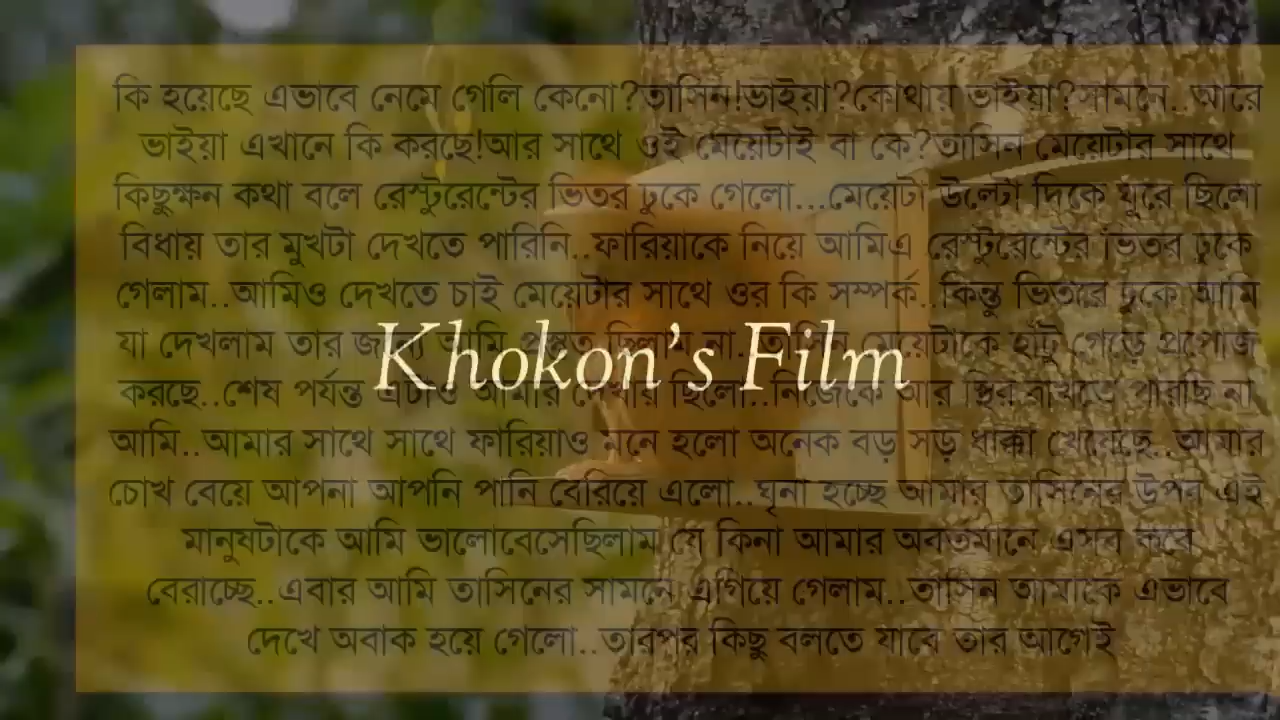 কি হয়েছে এভাবে নেমে গেলি কেনো?তাসিন!ভাইয়া?কোথায় ভাইয়া?সামনে..আরে
ভাইয়া এখানে কি করছে!আর সাথে ওই মেয়েটাই বা কে?তাসিন মেয়েটার সাথে
কিছুক্ষন কথা বলে রেস্টুরেন্টের ভিতর ঢুকে গেলো...মেয়েটা উল্টো দিকে ঘুরে ছিলো
বিধায় তার মুখটা দেখতে পারিনি..ফারিয়াকে নিয়ে আমিএ রেস্টুরেন্টের ভিতর ঢুকে
গেলাম..আমিও দেখতে চাই মেয়েটার সাথে ওর কি সম্পর্ক..কিন্তু ভিতরে ঢুকে আমি
যা দেখলাম তার আমি প্রস্তুত ছিলাম না..মেয়েটাকে হাটু গেড়ে প্রপোজ
Khokon's Film
করছে..শেষ পর্যন্ত এটাও আমার দেখার ছিলো..নিজেকে আর স্থির রাখতে পারছি না
আমি..আমার সাথে সাথে ফারিয়াও মনে হলো অনেক বড় সড় ধাক্কা খেয়েছে..আমার
চোখ বেয়ে আপনা আপনি পানি বেরিয়ে এলো..ঘৃনা হচ্ছে আমার তাসিনের উপর এই
মানুষটাকে আমি ভালোবেসেছিলাম যে কিনা আমার অবর্তমানে এসব করে
বেরাচ্ছে..এবার আমি তাসিনের সামনে এগিয়ে গেলাম..তাসিন আমাকে এভাবে
দেখে অবাক হয়ে গেলো..তারপর কিছু বলতে যাবে তার আগেই